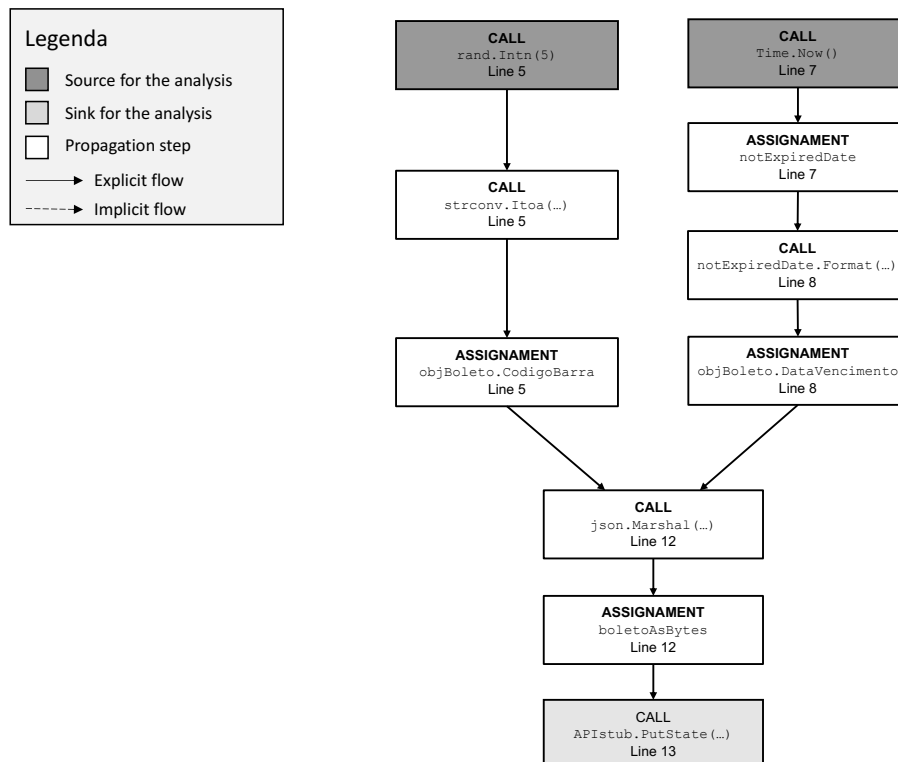 Legenda
Source for the analysis
Sink for the analysis
Propagation step
Explicit flow
Implicit flow
CALL
rand.Intn(5)
Line 5
CALL
Time.Now()
Line 7
ASSIGNAMENT
notExpiredDate
Line 7
CALL
strconv.Itoa(…)
Line 5
CALL
notExpiredDate.Format(…)
Line 8
ASSIGNAMENT
objBoleto.CodigoBarra
Line 5
ASSIGNAMENT
objBoleto.DataVencimento
Line 8
CALL
json.Marshal(…)
Line 12
ASSIGNAMENT
boletoAsBytes
Line 12
CALL
APIstub.PutState(…)
Line 13